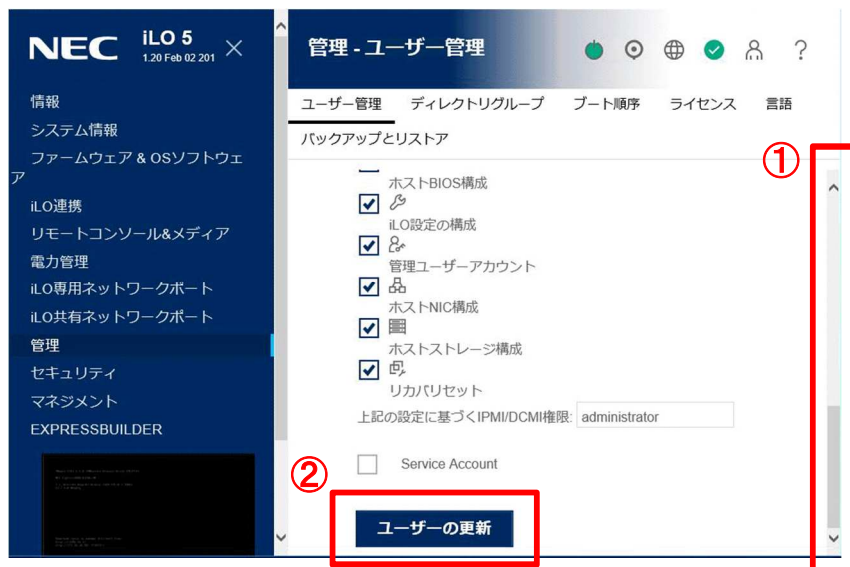 NEC iLO 5
1.20 Feb 02 201
情報
システム情報
ファームウェア & OSソフトウェ
ア
iLO連携
リモートコンソール&メディア
電力管理
iLO専用ネットワークポート
iLO共有ネットワークポート
管理
セキュリティ
マネジメント
EXPRESSBUILDER
管理 - ユーザー管理
?
ユーザー管理 ディレクトリグループ ブート順序 ライセンス 言語
バックアップとリストア
①
ホストBIOS構成
iLO設定の構成
管理ユーザーアカウント
ホストNIC構成
ホストストレージ構成
リカバリセット
上記の設定に基づくIPMI/DCMI権限: administrator
Service Account
②
ユーザーの更新